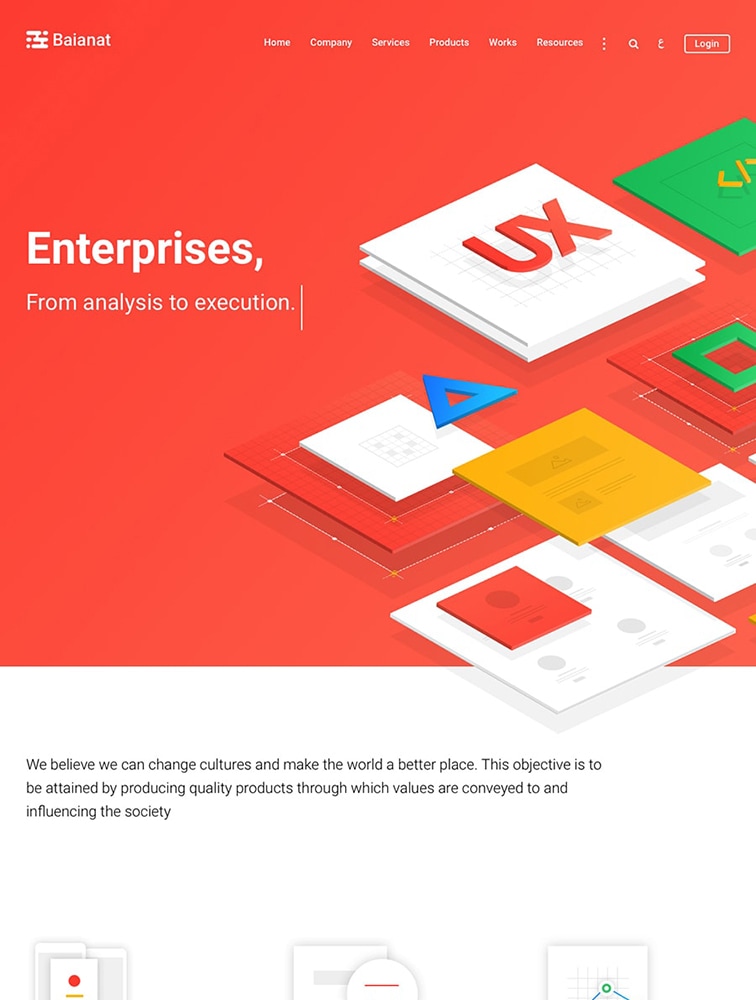 Baianat
Home Company Services Products Works Resources ع Login
Enterprises,
From analysis to execution.
UX
</>
We believe we can change cultures and make the world a better place. This objective is to
be attained by producing quality products through which values are conveyed to and
influencing the society